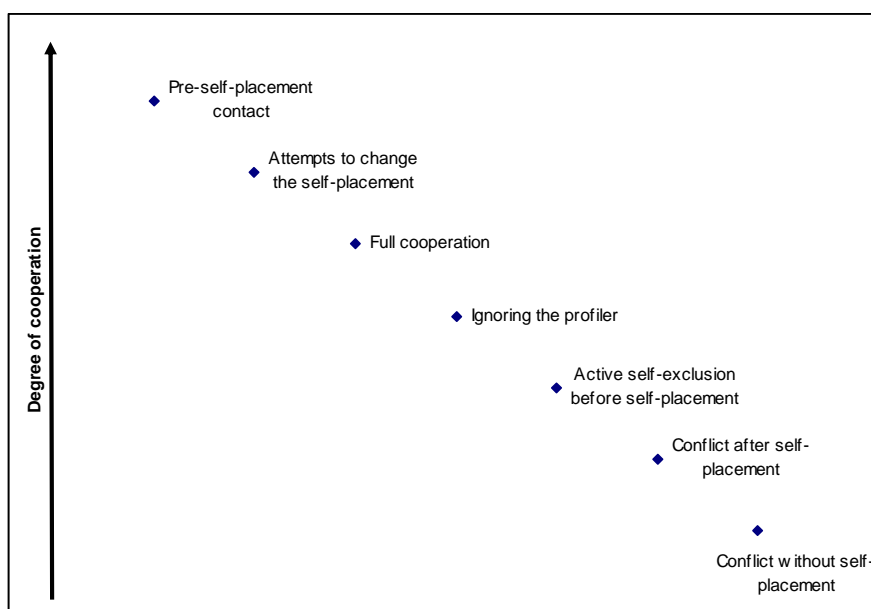 Pre-self-placement
contact
Attempts to change
the self-placement
Full cooperation
Ignoring the profiler
Active self-exclusion
before self-placement
Conflict after self-
placement
Conflict without self-
placement
Degree of cooperation